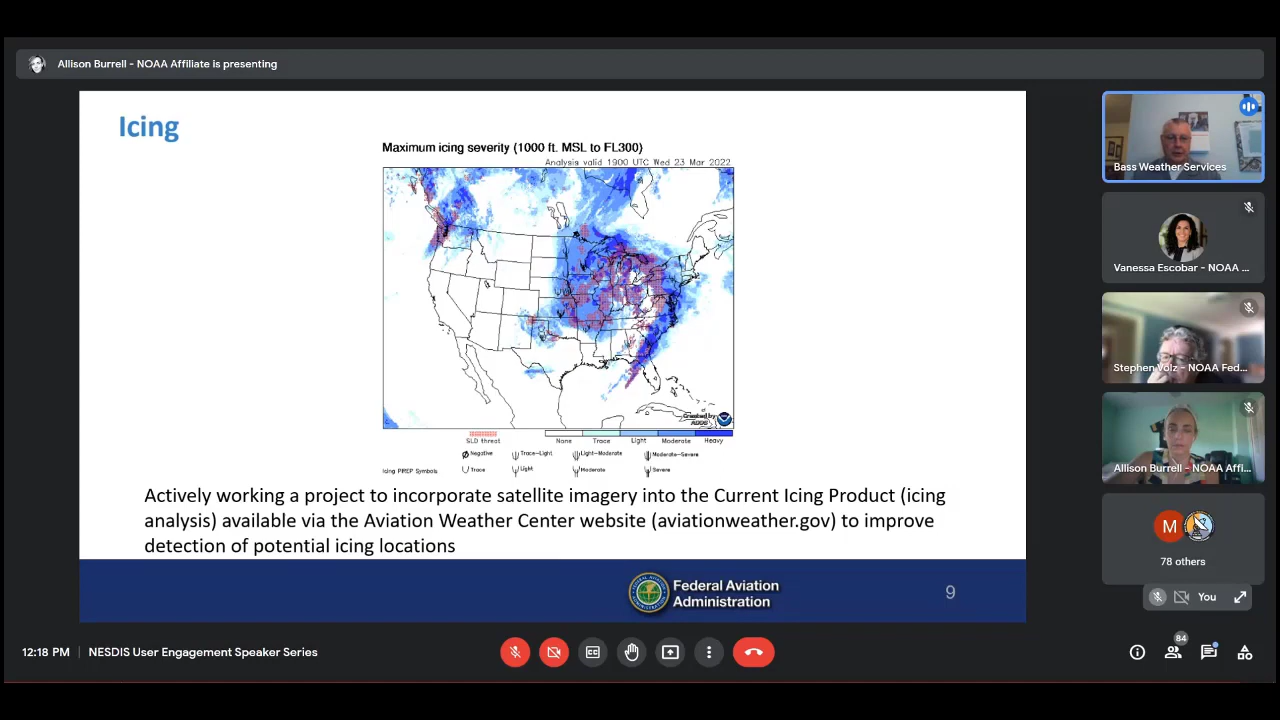 Allison Burrell - NOAA Affiliate is presenting
Icing
Maximum icing severity (1000 ft. MSL to FL300)
Analysis valid 1900 UTC Wed 23 Mar 2022
Created by
ADDS
SLD threat
None Trace Light Moderate Heavy
Icing PIREP Symbols
Negative Trace-Light Light-Moderate Moderate-Severe
Trace Light Moderate Severe
Actively working a project to incorporate satellite imagery into the Current Icing Product (icing
analysis) available via the Aviation Weather Center website (aviationweather.gov) to improve
detection of potential icing locations
Federal Aviation
Administration
9
Bass Weather Services
Vanessa Escobar - NOAA ...
Stephen Volz - NOAA Fed...
Allison Burrell - NOAA Affi...
M
78 others
You
12:18 PM | NESDIS User Engagement Speaker Series
84